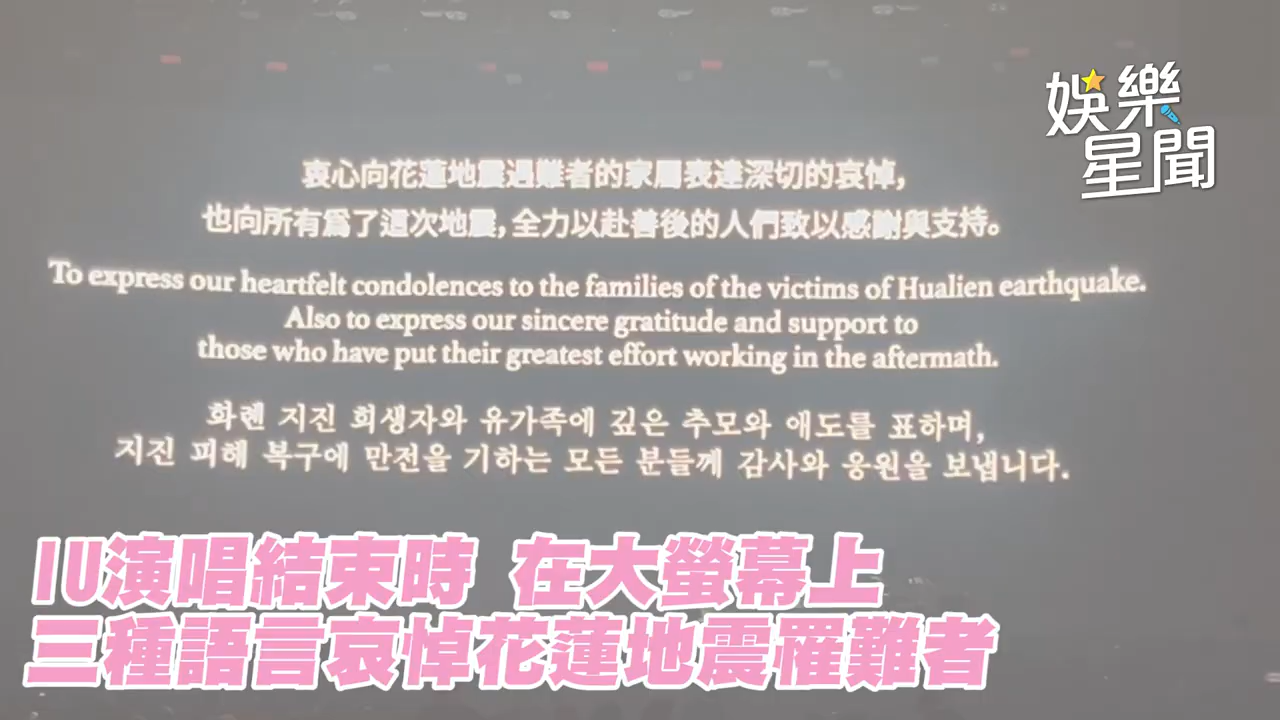 娛樂
星聞
衷心向花蓮地震遇難者的家屬表達深切的哀悼,
也向所有為了這次地震,全力以赴善後的人們致以感謝與支持。
To express our heartfelt condolences to the families of the victims of Hualien earthquake.
Also to express our sincere gratitude and support to
those who have put their greatest effort working in the aftermath.
화롄 지진 희생자와 유가족에 깊은 추모와 애도를 표하며,
지진 피해 복구에 만전을 기하는 모든 분들께 감사와 응원을 보냅니다.
IU演唱結束時 在大螢幕上
三種語言哀悼花蓮地震罹難者